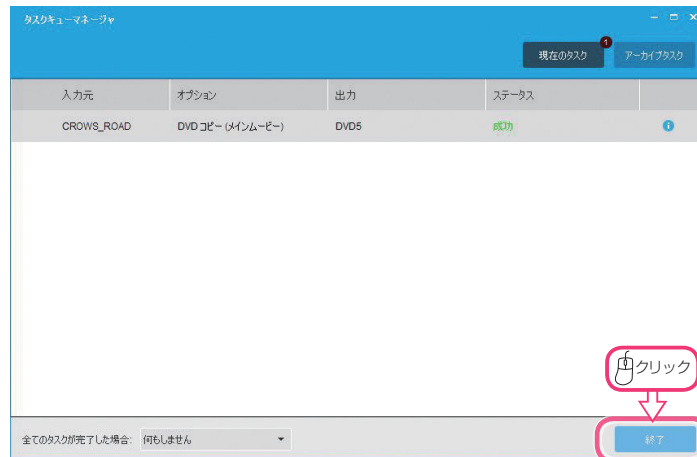 タスクキューマネージャ
現在のタスク 1 アーカイブタスク
入力元 オプション 出力 ステータス
CROWS_ROAD DVD コピー (メインムービー) DVD5 成功
クリック
全てのタスクが完了した場合: 何もしません 終了